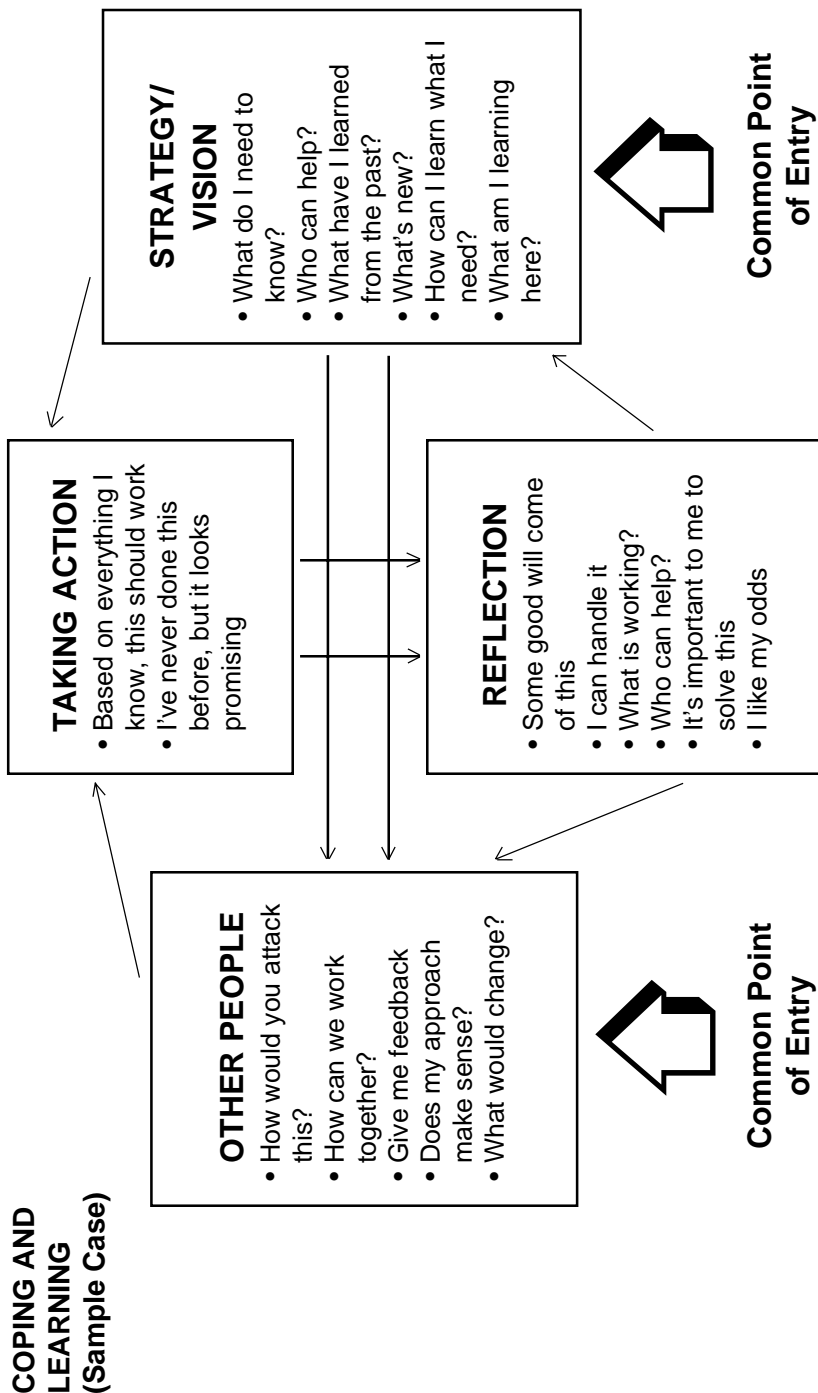 COPING AND
LEARNING
(Sample Case)
OTHER PEOPLE
• How would you attack
this?
• How can we work
together?
• Give me feedback
• Does my approach
make sense?
• What would change?
TAKING ACTION
• Based on everything I
know, this should work
• I've never done this
before, but it looks
promising
REFLECTION
• Some good will come
of this
• I can handle it
• What is working?
• Who can help?
• It's important to me to
solve this
• I like my odds
STRATEGY/
VISION
• What do I need to
know?
• Who can help?
• What have I learned
from the past?
• What's new?
• How can I learn what I
need?
• What am I learning
here?
Common Point
of Entry
Common Point
of Entry